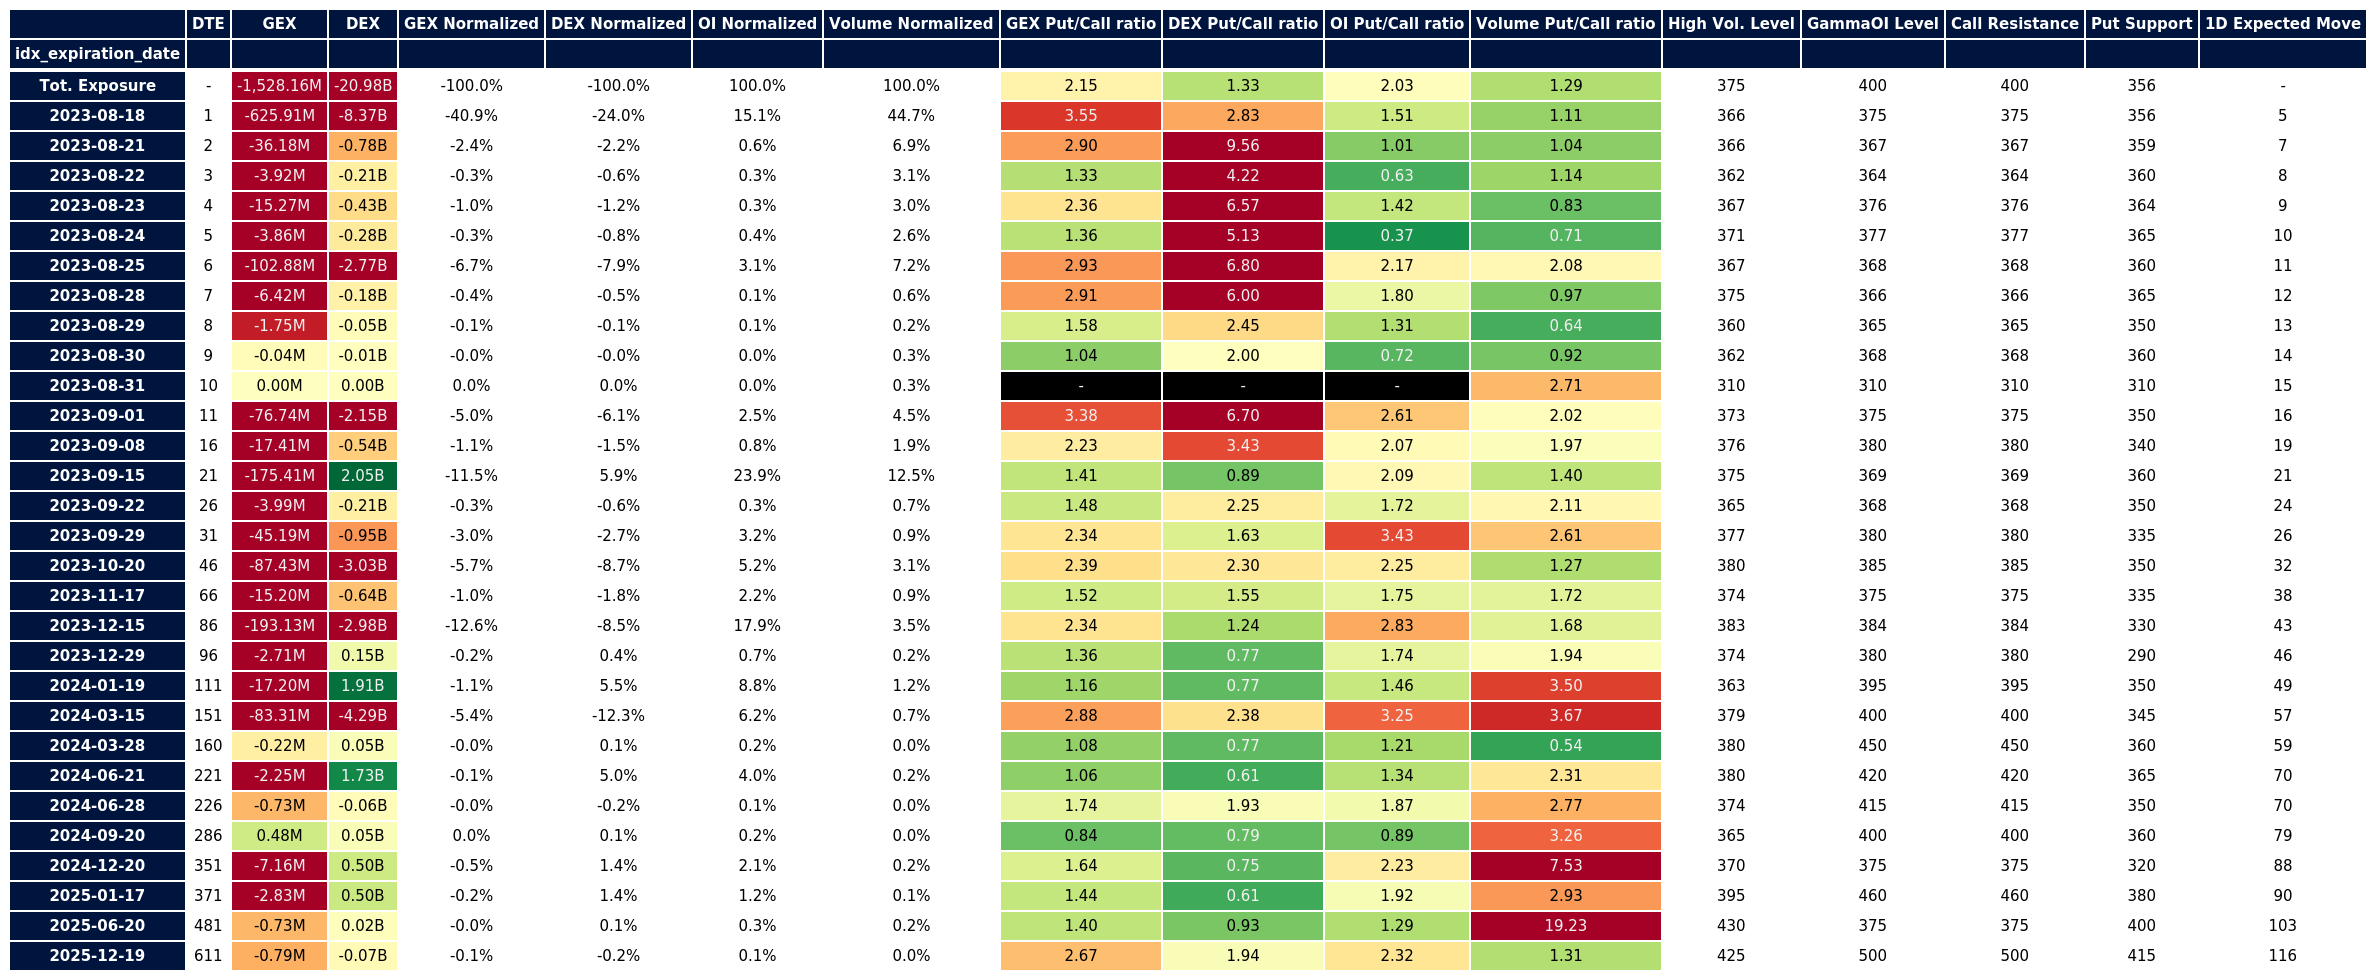 DTE GEX DEX GEX Normalized DEX Normalized OI Normalized Volume Normalized GEX Put/Call ratio DEX Put/Call ratio OI Put/Call ratio Volume Put/Call ratio High Vol. Level GammaOI Level Call Resistance Put Support 1D Expected Move
idx_expiration_date
Tot. Exposure - -1,528.16M -20.98B -100.0% -100.0% 100.0% 100.0% 2.15 1.33 2.03 1.29 375 400 400 356 -
2023-08-18 1 -625.91M -8.37B -40.9% -24.0% 15.1% 44.7% 3.55 2.83 1.51 1.11 366 375 375 356 5
2023-08-21 2 -36.18M -0.78B -2.4% -2.2% 0.6% 6.9% 2.90 9.56 1.01 1.04 366 367 367 359 7
2023-08-22 3 -3.92M -0.21B -0.3% -0.6% 0.3% 3.1% 1.33 4.22 0.63 1.14 362 364 364 360 8
2023-08-23 4 -15.27M -0.43B -1.0% -1.2% 0.3% 3.0% 2.36 6.57 1.42 0.83 367 376 376 364 9
2023-08-24 5 -3.86M -0.28B -0.3% -0.8% 0.4% 2.6% 1.36 5.13 0.37 0.71 371 377 377 365 10
2023-08-25 6 -102.88M -2.77B -6.7% -7.9% 3.1% 7.2% 2.93 6.80 2.17 2.08 367 368 368 360 11
2023-08-28 7 -6.42M -0.18B -0.4% -0.5% 0.1% 0.6% 2.91 6.00 1.80 0.97 375 366 366 365 12
2023-08-29 8 -1.75M -0.05B -0.1% -0.1% 0.1% 0.2% 1.58 2.45 1.31 0.64 360 365 365 350 13
2023-08-30 9 -0.04M -0.01B -0.0% -0.0% 0.0% 0.3% 1.04 2.00 0.72 0.92 362 368 368 360 14
2023-08-31 10 0.00M 0.00B 0.0% 0.0% 0.0% 0.3% - - - 2.71 310 310 310 310 15
2023-09-01 11 -76.74M -2.15B -5.0% -6.1% 2.5% 4.5% 3.38 6.70 2.61 2.02 373 375 375 350 16
2023-09-08 16 -17.41M -0.54B -1.1% -1.5% 0.8% 1.9% 2.23 3.43 2.07 1.97 376 380 380 340 19
2023-09-15 21 -175.41M 2.05B -11.5% 5.9% 23.9% 12.5% 1.41 0.89 2.09 1.40 375 369 369 360 21
2023-09-22 26 -3.99M -0.21B -0.3% -0.6% 0.3% 0.7% 1.48 2.25 1.72 2.11 365 368 368 350 24
2023-09-29 31 -45.19M -0.95B -3.0% -2.7% 3.2% 0.9% 2.34 1.63 3.43 2.61 377 380 380 335 26
2023-10-20 46 -87.43M -3.03B -5.7% -8.7% 5.2% 3.1% 2.39 2.30 2.25 1.27 380 385 385 350 32
2023-11-17 66 -15.20M -0.64B -1.0% -1.8% 2.2% 0.9% 1.52 1.55 1.75 1.72 374 375 375 335 38
2023-12-15 86 -193.13M -2.98B -12.6% -8.5% 17.9% 3.5% 2.34 1.24 2.83 1.68 383 384 384 330 43
2023-12-29 96 -2.71M 0.15B -0.2% 0.4% 0.7% 0.2% 1.36 0.77 1.74 1.94 374 380 380 290 46
2024-01-19 111 -17.20M 1.91B -1.1% 5.5% 8.8% 1.2% 1.16 0.77 1.46 3.50 363 395 395 350 49
2024-03-15 151 -83.31M -4.29B -5.4% -12.3% 6.2% 0.7% 2.88 2.38 3.25 3.67 379 400 400 345 57
2024-03-28 160 -0.22M 0.05B -0.0% 0.1% 0.2% 0.0% 1.08 0.77 1.21 0.54 380 450 450 360 59
2024-06-21 221 -2.25M 1.73B -0.1% 5.0% 4.0% 0.2% 1.06 0.61 1.34 2.31 380 420 420 365 70
2024-06-28 226 -0.73M -0.06B -0.0% -0.2% 0.1% 0.0% 1.74 1.93 1.87 2.77 374 415 415 350 70
2024-09-20 286 0.48M 0.05B 0.0% 0.1% 0.2% 0.0% 0.84 0.79 0.89 3.26 365 400 400 360 79
2024-12-20 351 -7.16M 0.50B -0.5% 1.4% 2.1% 0.2% 1.64 0.75 2.23 7.53 370 375 375 320 88
2025-01-17 371 -2.83M 0.50B -0.2% 1.4% 1.2% 0.1% 1.44 0.61 1.92 2.93 395 460 460 380 90
2025-06-20 481 -0.73M 0.02B -0.0% 0.1% 0.3% 0.2% 1.40 0.93 1.29 19.23 430 375 375 400 103
2025-12-19 611 -0.79M -0.07B -0.1% -0.2% 0.1% 0.0% 2.67 1.94 2.32 1.31 425 500 500 415 116